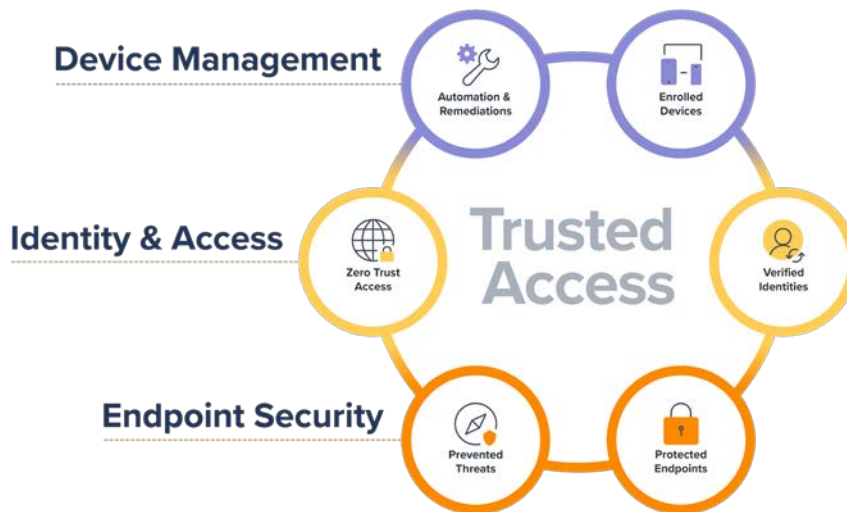 Device Management
Automation &
Remediations
Enrolled
Devices
Identity & Access
Zero Trust
Access
Trusted
Access
Verified
Identities
Endpoint Security
Prevented
Threats
Protected
Endpoints